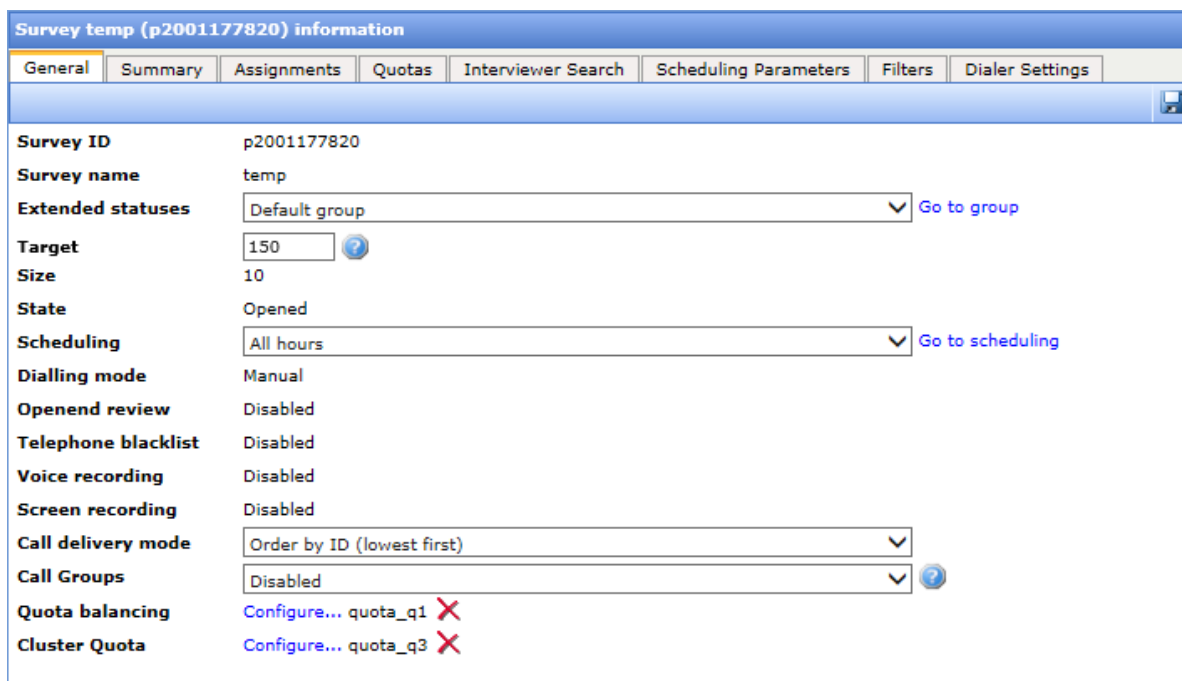 Survey temp (p2001177820) information
General Summary Assignments Quotas Interviewer Search Scheduling Parameters Filters Dialer Settings
Survey ID p2001177820
Survey name temp
Extended statuses Default group Go to group
Target 150 ?
Size 10
State Opened
Scheduling All hours Go to scheduling
Dialling mode Manual
Openend review Disabled
Telephone blacklist Disabled
Voice recording Disabled
Screen recording Disabled
Call delivery mode Order by ID (lowest first)
Call Groups Disabled ?
Quota balancing Configure... quota_q1
Cluster Quota Configure... quota_q3